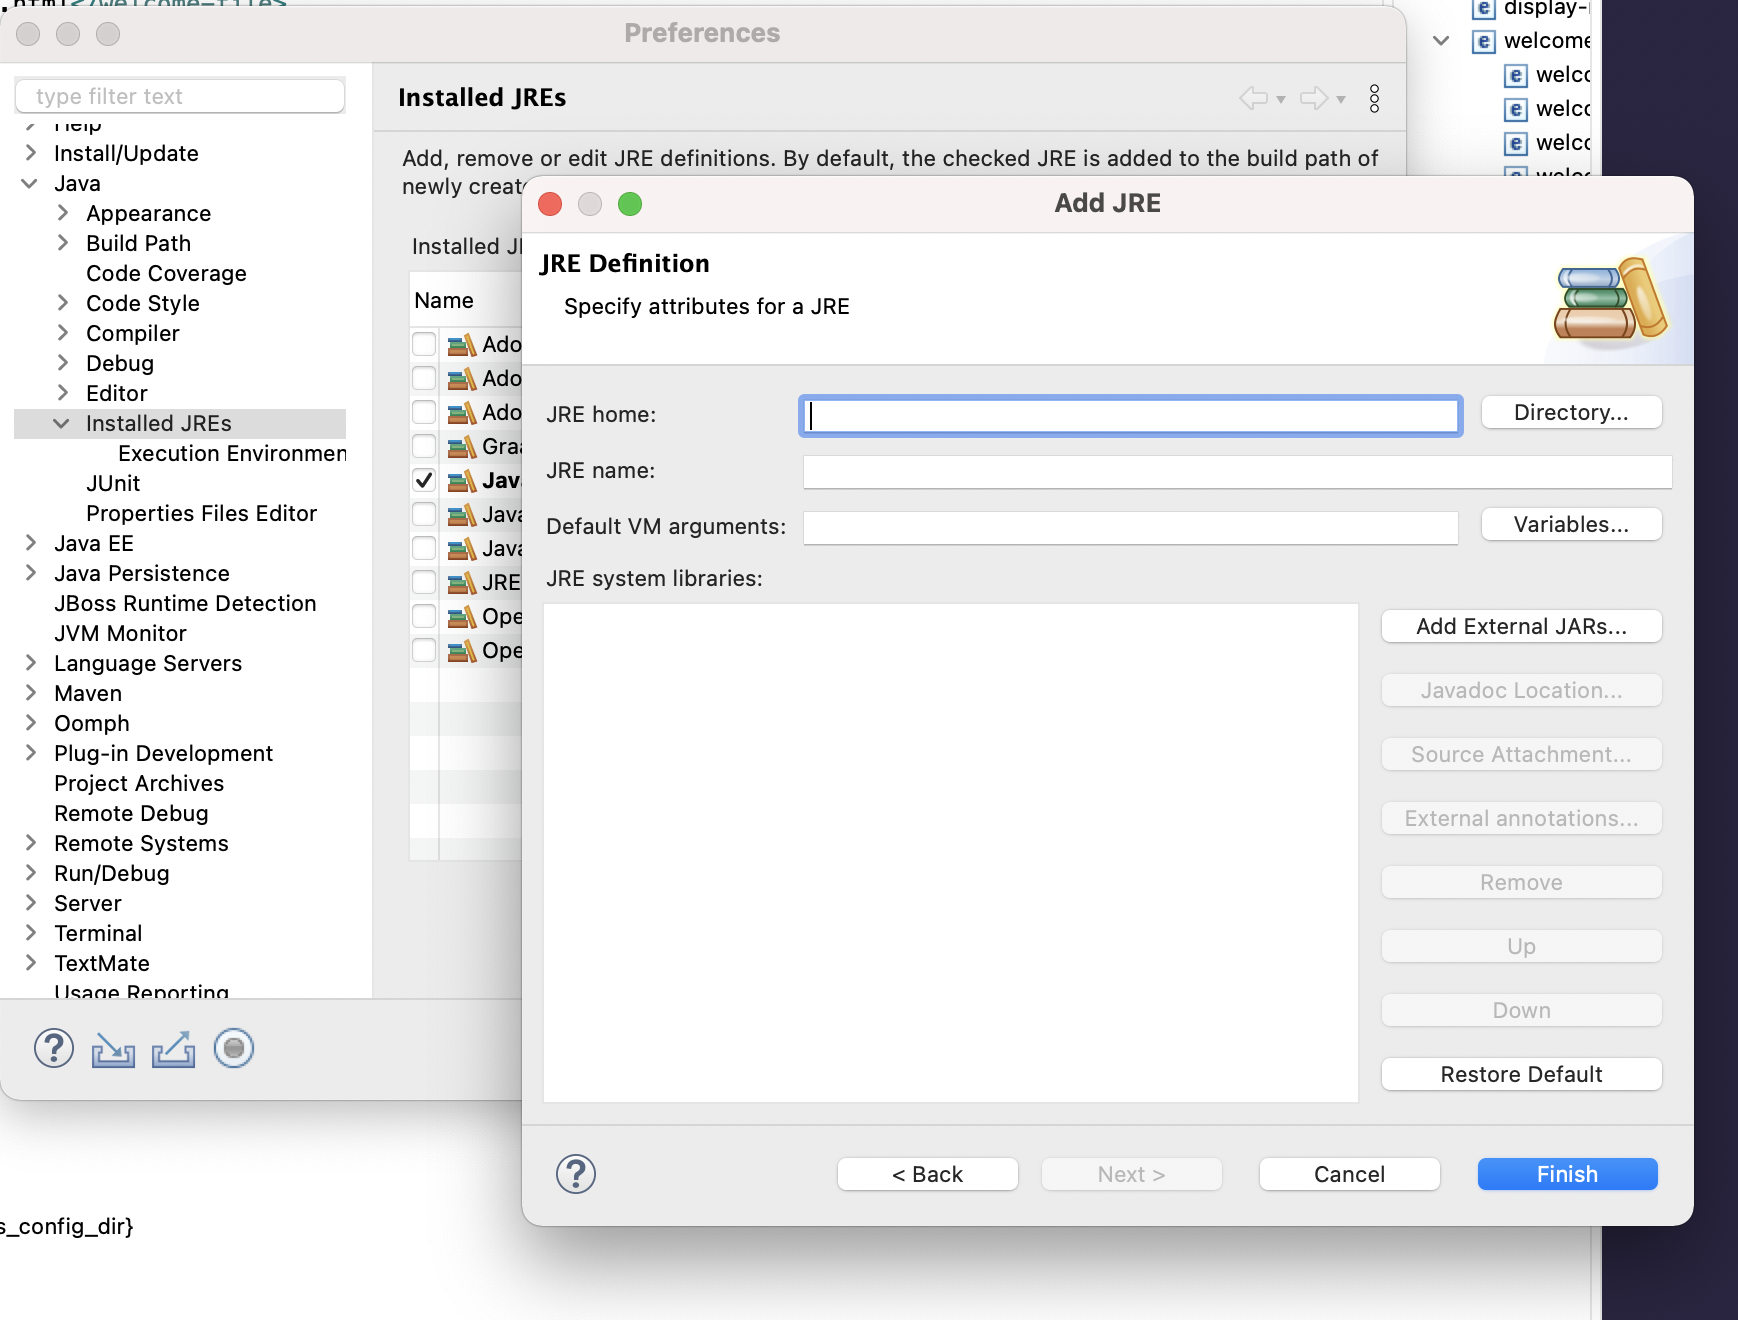 .html</welcome-file>
display-
welcome
welc
welc
welc
Preferences
type filter text
Help
Install/Update
Java
Appearance
Build Path
Code Coverage
Code Style
Compiler
Debug
Editor
Installed JREs
Execution Environmen
JUnit
Properties Files Editor
Java EE
Java Persistence
JBoss Runtime Detection
JVM Monitor
Language Servers
Maven
Oomph
Plug-in Development
Project Archives
Remote Debug
Remote Systems
Run/Debug
Server
Terminal
TextMate
Usage Reporting
Installed JREs
Add, remove or edit JRE definitions. By default, the checked JRE is added to the build path of
newly creat
Installed J
Name
Ado
Ado
Ado
Gra
Jav
Java
Java
JRE
Ope
Ope
Add JRE
JRE Definition
Specify attributes for a JRE
JRE home:
Directory...
JRE name:
Default VM arguments:
Variables...
JRE system libraries:
Add External JARs...
Javadoc Location...
Source Attachment...
External annotations...
Remove
Up
Down
Restore Default
< Back
Next >
Cancel
Finish
s_config_dir}